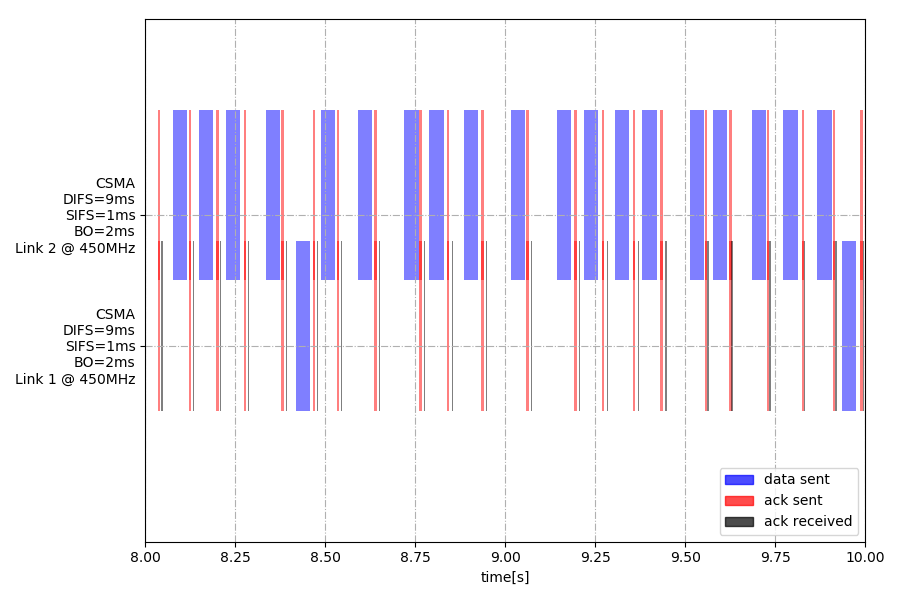 CSMA
DIFS=9ms
SIFS=1ms
BO=2ms
Link 2 @ 450MHz
CSMA
DIFS=9ms
SIFS=1ms
BO=2ms
Link 1 @ 450MHz
data sent
ack sent
ack received
8.00 8.25 8.50 8.75 9.00 9.25 9.50 9.75 10.00
time[s]